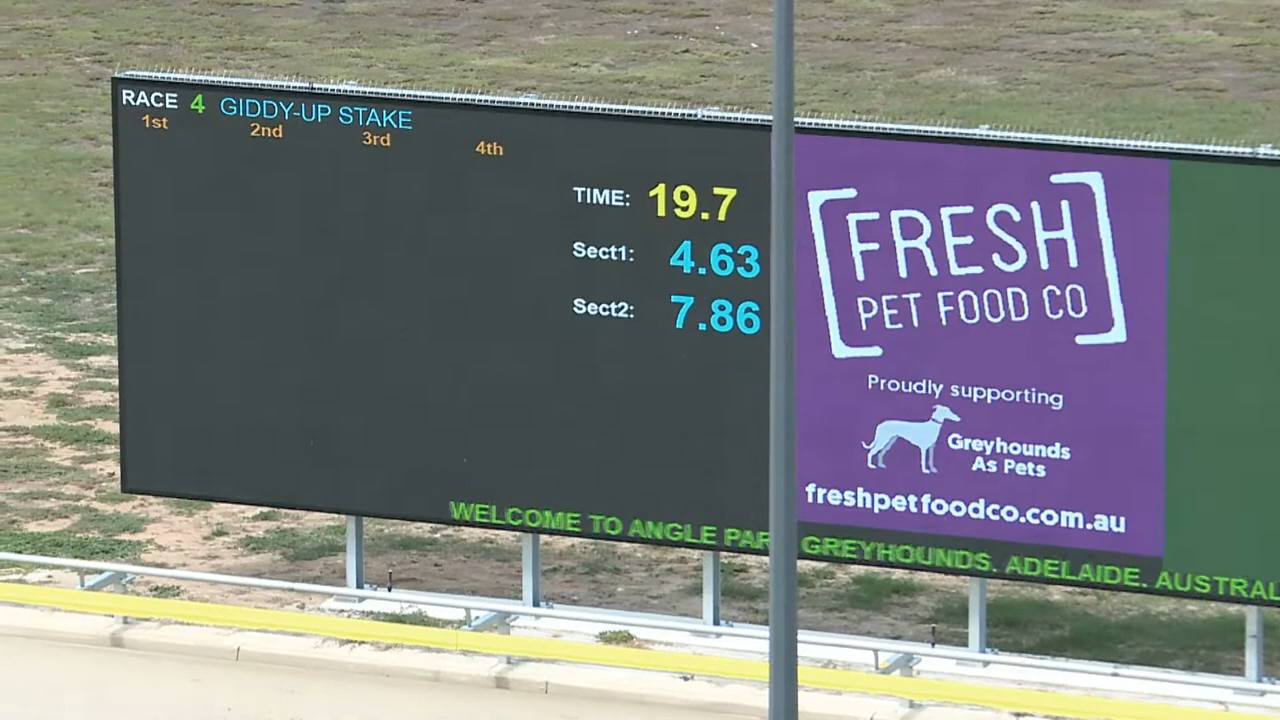 RACE 4 GIDDY-UP STAKE
1st 2nd 3rd 4th
TIME: 19.7
Sect1: 4.63
Sect2: 7.86
FRESH
PET FOOD CO
Proudly supporting
Greyhounds
As Pets
freshpetfoodco.com.au
WELCOME TO ANGLE PAR GREYHOUNDS. ADELAIDE. AUSTRAL